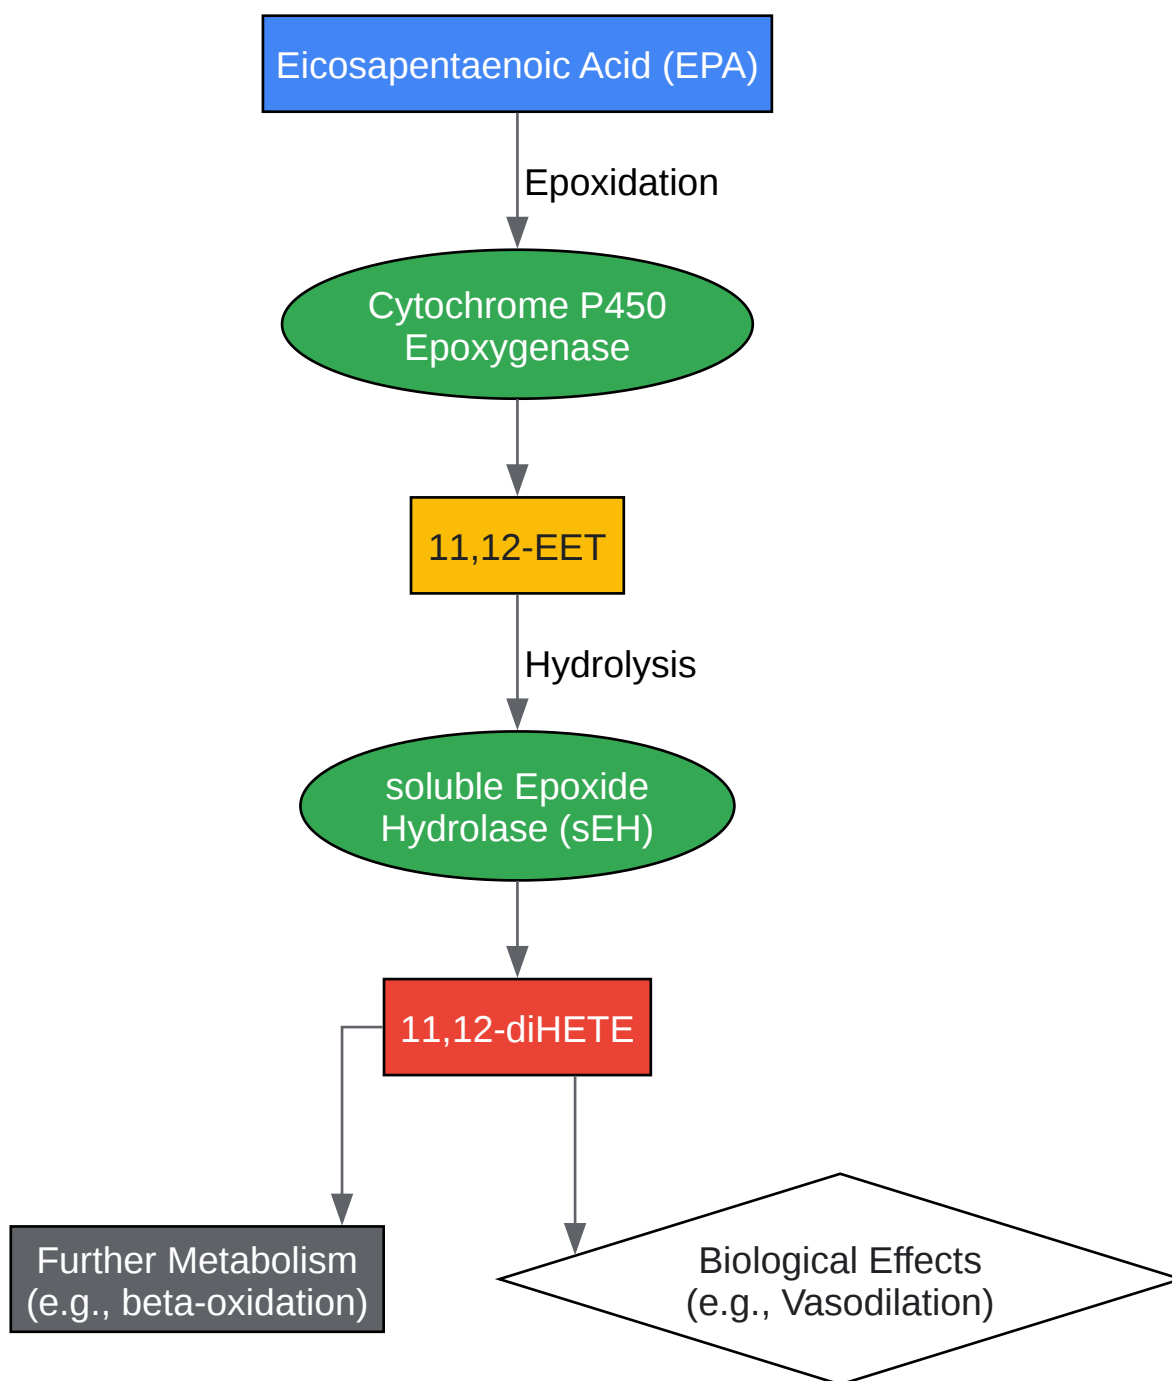 Eicosapentaenoic Acid (EPA)
Epoxidation
Cytochrome P450
Epoxygenase
11,12-EET
Hydrolysis
soluble Epoxide
Hydrolase (sEH)
11,12-diHETE
Further Metabolism
(e.g., beta-oxidation)
Biological Effects
(e.g., Vasodilation)